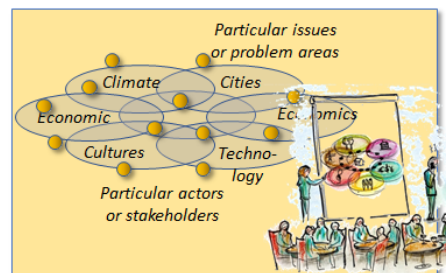 Particular issues
or problem areas
Climate
Cities
Economic
Economics
Cultures
Techno-
logy
Particular actors
or stakeholders